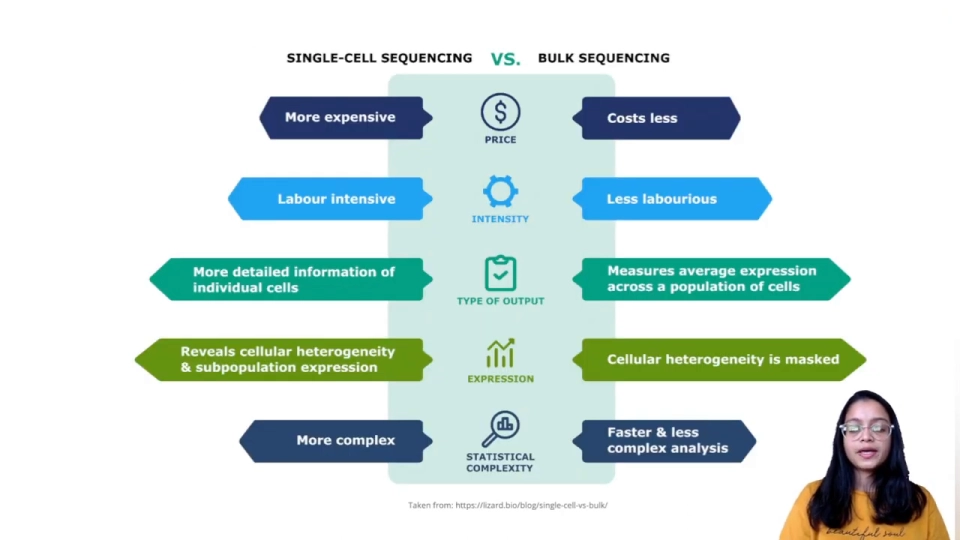 SINGLE-CELL SEQUENCING VS. BULK SEQUENCING
More expensive
PRICE
Costs less
Labour intensive
INTENSITY
Less labourious
More detailed information of
individual cells
TYPE OF OUTPUT
Measures average expression
across a population of cells
Reveals cellular heterogeneity
& subpopulation expression
EXPRESSION
Cellular heterogeneity is masked
More complex
STATISTICAL
COMPLEXITY
Faster & less
complex analysis
Taken from: https://lizard.bio/blog/single-cell-vs-bulk/
beautiful soul